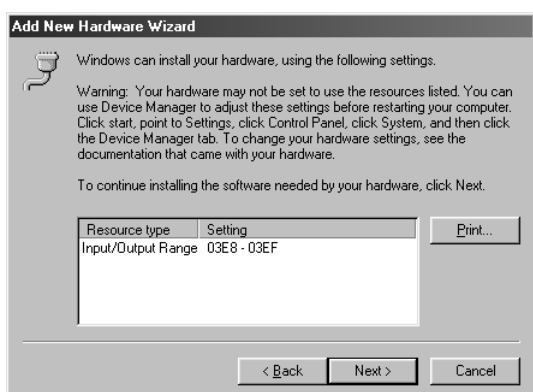 Add New Hardware Wizard
Windows can install your hardware, using the following settings.
Warning: Your hardware may not be set to use the resources listed. You can
use Device Manager to adjust these settings before restarting your computer.
Click start, point to Settings, click Control Panel, click System, and then click
the Device Manager tab. To change your hardware settings, see the
documentation that came with your hardware.
To continue installing the software needed by your hardware, click Next.
Resource type Setting
Input/Output Range 03E8 - 03EF
Print...
< Back Next > Cancel